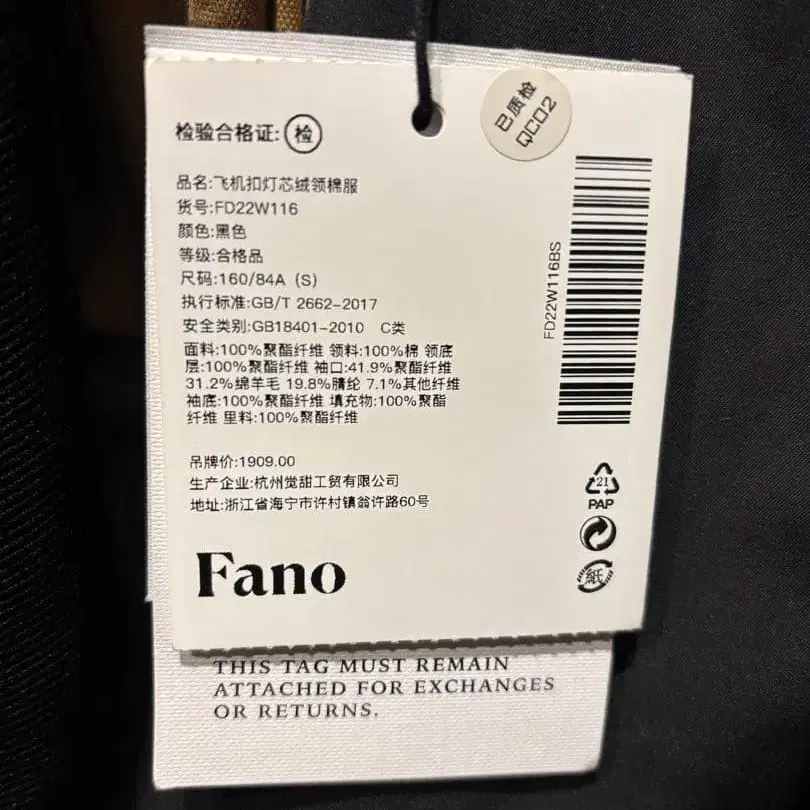 已质检
QC02
检验合格证: 检
品名:飞机扣灯芯绒领棉服
货号:FD22W116
颜色:黑色
等级:合格品
尺码:160/84A (S)
执行标准:GB/T 2662-2017
安全类别:GB18401-2010 C类
面料:100%聚酯纤维 领料:100%棉 领底
层:100%聚酯纤维 袖口:41.9%聚酯纤维
31.2%绵羊毛 19.8%腈纶 7.1%其他纤维
袖底:100%聚酯纤维 填充物:100%聚酯
纤维 里料:100%聚酯纤维
FD22W116BS
吊牌价:1909.00
生产企业:杭州觉甜工贸有限公司
地址:浙江省海宁市许村镇翁许路60号
21
PAP
紙
Fano
THIS TAG MUST REMAIN
ATTACHED FOR EXCHANGES
OR RETURNS.